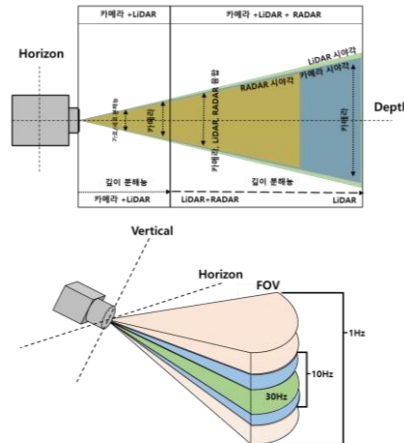 카메라 +LiDAR
카메라 +LiDAR + RADAR
Horizon
LiDAR 시야각
카메라 시야각
RADAR 시야각
카메라
카메라, LiDAR, RADAR 융합
카메라
Depth
깊이 분해능
깊이 분해능
카메라 +LiDAR
LiDAR+RADAR
LiDAR
Vertical
Horizon
FOV
1Hz
10Hz
30Hz